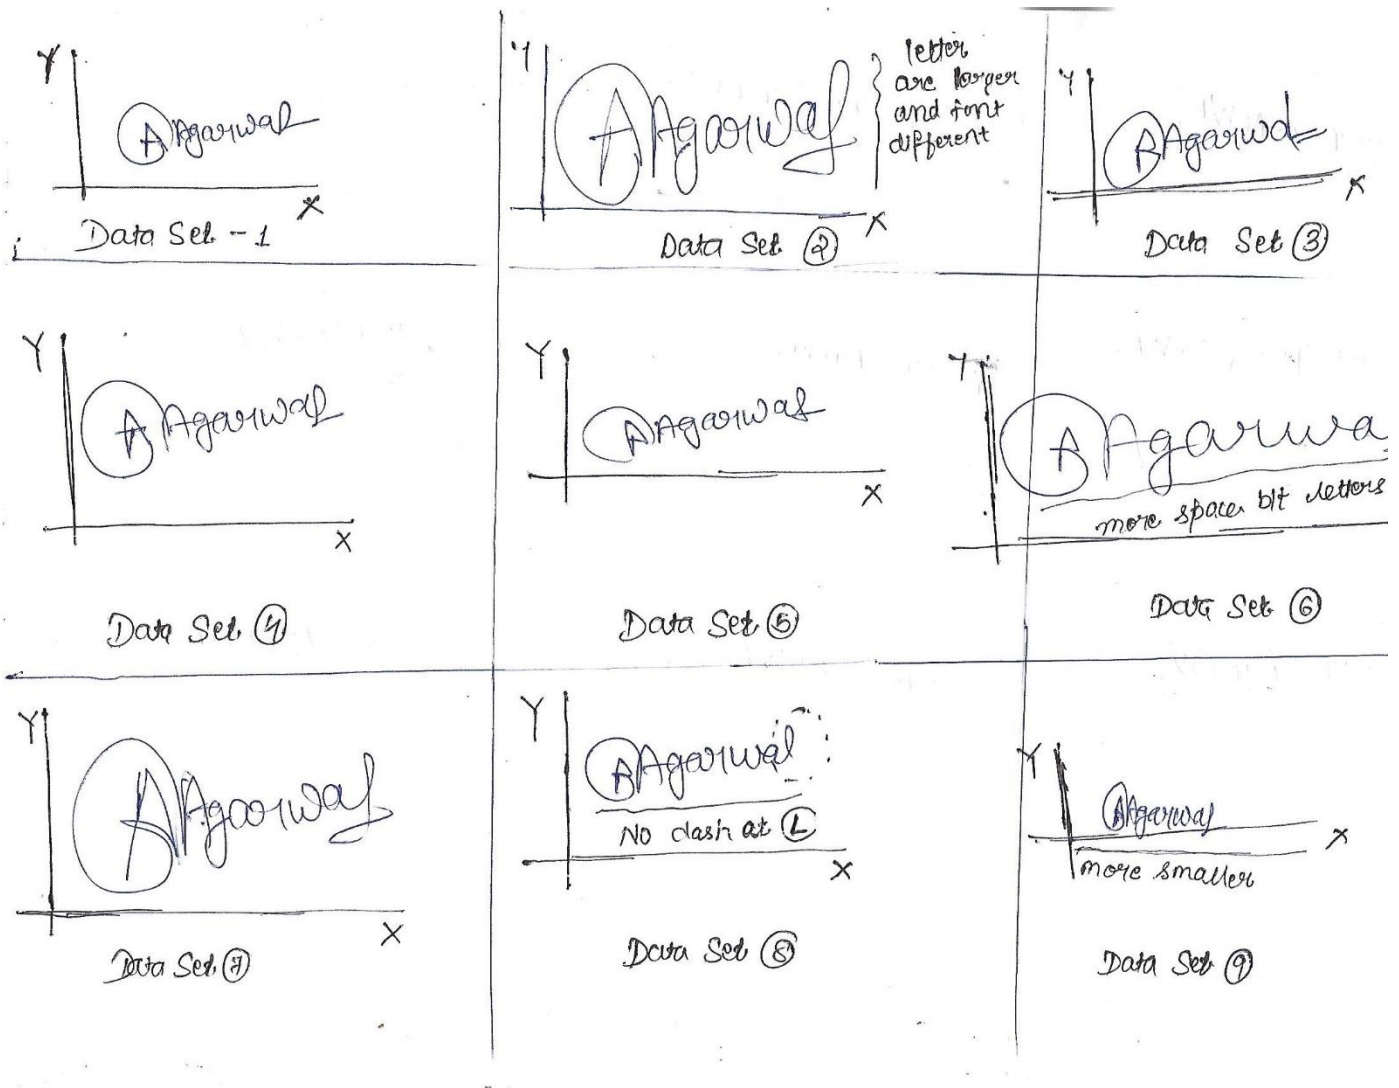 Y
A Agarwal
X
Data Set - 1
Y
A Agarwal
letter
are larger
and font
different
X
Data Set 2
Y
A Agarwal
X
Data Set 3
Y
A Agarwal
X
Data Set 4
Y
A Agarwal
X
Data Set 5
Y
A Agarwa
more space b/t letters
Data Set 6
Y
A Agarwal
X
Data Set 7
Y
A Agarwal
No dash at L
X
Data Set 8
Y
A Agarwal
X
more smaller
Data Set 9